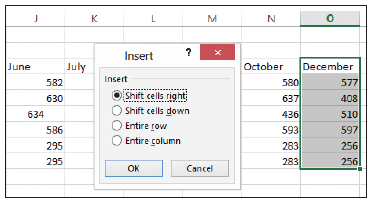 J K L M N O
Insert ? ×
June July October December
Insert
582 580 577
Shift cells right
630 637 408
Shift cells down
634 436 510
Entire row
586 593 597
Entire column
295 283 256
295 283 256
OK Cancel